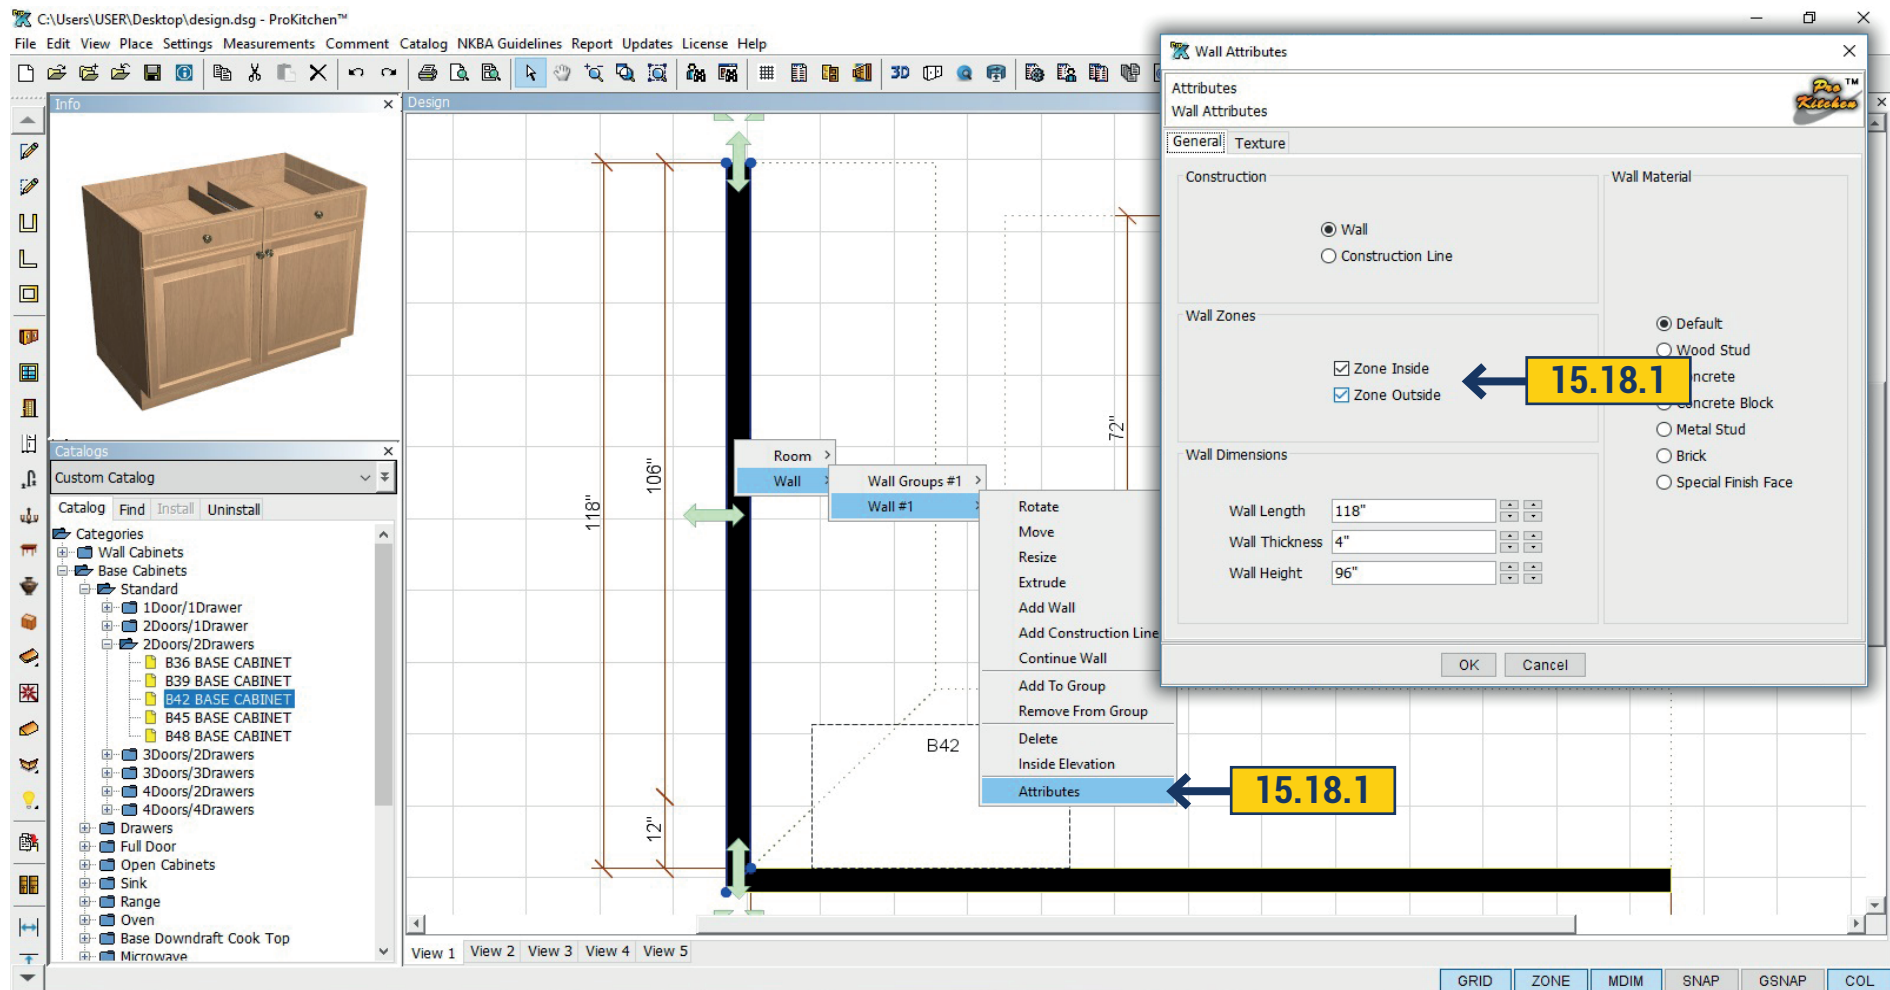 C:\Users\USER\Desktop\design.dsg - ProKitchen™
File Edit View Place Settings Measurements Comment Catalog NKBA Guidelines Report Updates License Help
3D
Info
Catalogs
Custom Catalog
Catalog Find Install Uninstall
Categories
Wall Cabinets
Base Cabinets
Standard
1Door/1Drawer
2Doors/1Drawer
2Doors/2Drawers
B36 BASE CABINET
B39 BASE CABINET
B42 BASE CABINET
B45 BASE CABINET
B48 BASE CABINET
3Doors/2Drawers
3Doors/3Drawers
4Doors/2Drawers
4Doors/4Drawers
Drawers
Full Door
Open Cabinets
Sink
Range
Oven
Base Downdraft Cook Top
Microwave
Design
118"
106"
12"
72"
B42
Room
Wall
Wall Groups #1
Wall #1
Rotate
Move
Resize
Extrude
Add Wall
Add Construction Line
Continue Wall
Add To Group
Remove From Group
Delete
Inside Elevation
Attributes
15.18.1
Wall Attributes
Attributes
Wall Attributes
Pro Kitchen ™
General Texture
Construction
Wall
Construction Line
Wall Zones
Zone Inside
Zone Outside
15.18.1
Wall Dimensions
Wall Length 118"
Wall Thickness 4"
Wall Height 96"
Wall Material
Default
Wood Stud
oncrete
Concrete Block
Metal Stud
Brick
Special Finish Face
OK Cancel
View 1 View 2 View 3 View 4 View 5
GRID ZONE MDIM SNAP GSNAP COL